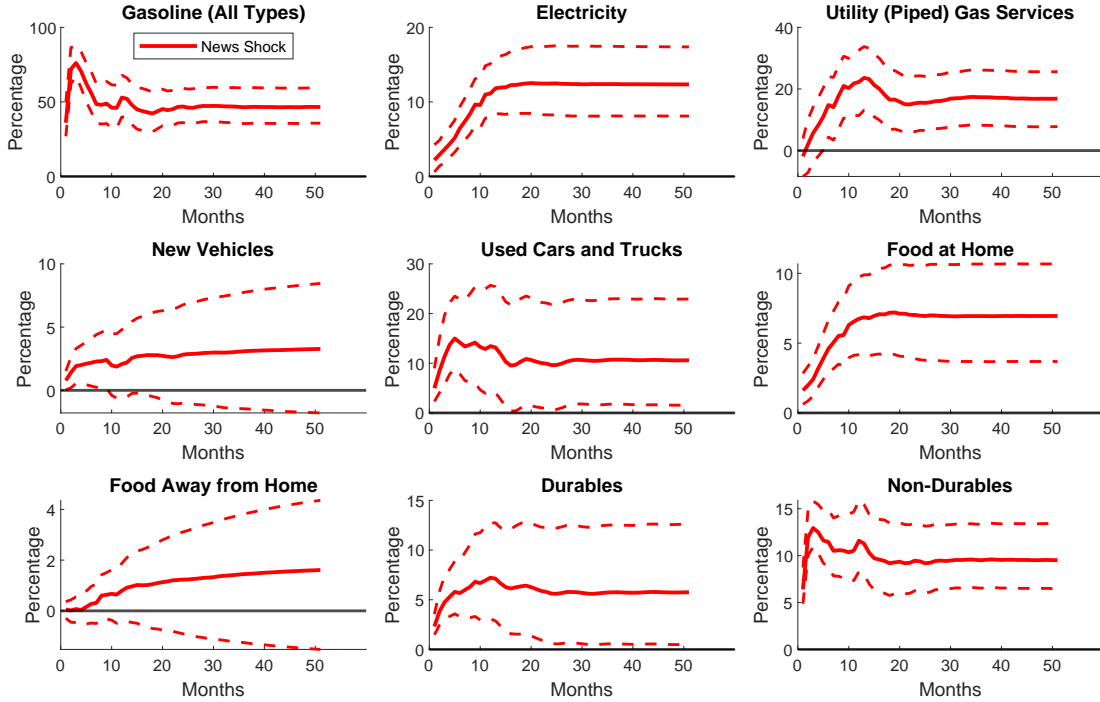 Gasoline (All Types)
Percentage
100
50
0
News Shock
0 10 20 30 40 50
Months
Electricity
Percentage
20
10
0
0 10 20 30 40 50
Months
Utility (Piped) Gas Services
Percentage
40
20
0
0 10 20 30 40 50
Months
New Vehicles
Percentage
10
5
0
0 10 20 30 40 50
Months
Used Cars and Trucks
Percentage
30
20
10
0
0 10 20 30 40 50
Months
Food at Home
Percentage
10
5
0
0 10 20 30 40 50
Months
Food Away from Home
Percentage
4
2
0
0 10 20 30 40 50
Months
Durables
Percentage
15
10
5
0
0 10 20 30 40 50
Months
Non-Durables
Percentage
15
10
5
0
0 10 20 30 40 50
Months